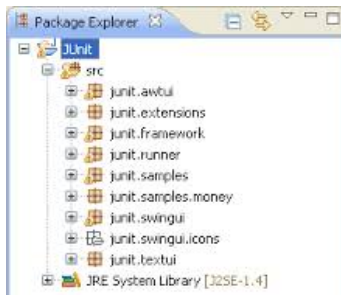 Package Explorer
JUnit
src
junit.awtui
junit.extensions
junit.framework
junit.runner
junit.samples
junit.samples.money
junit.swingui
junit.swingui.icons
junit.textui
JRE System Library [J2SE-1.4]